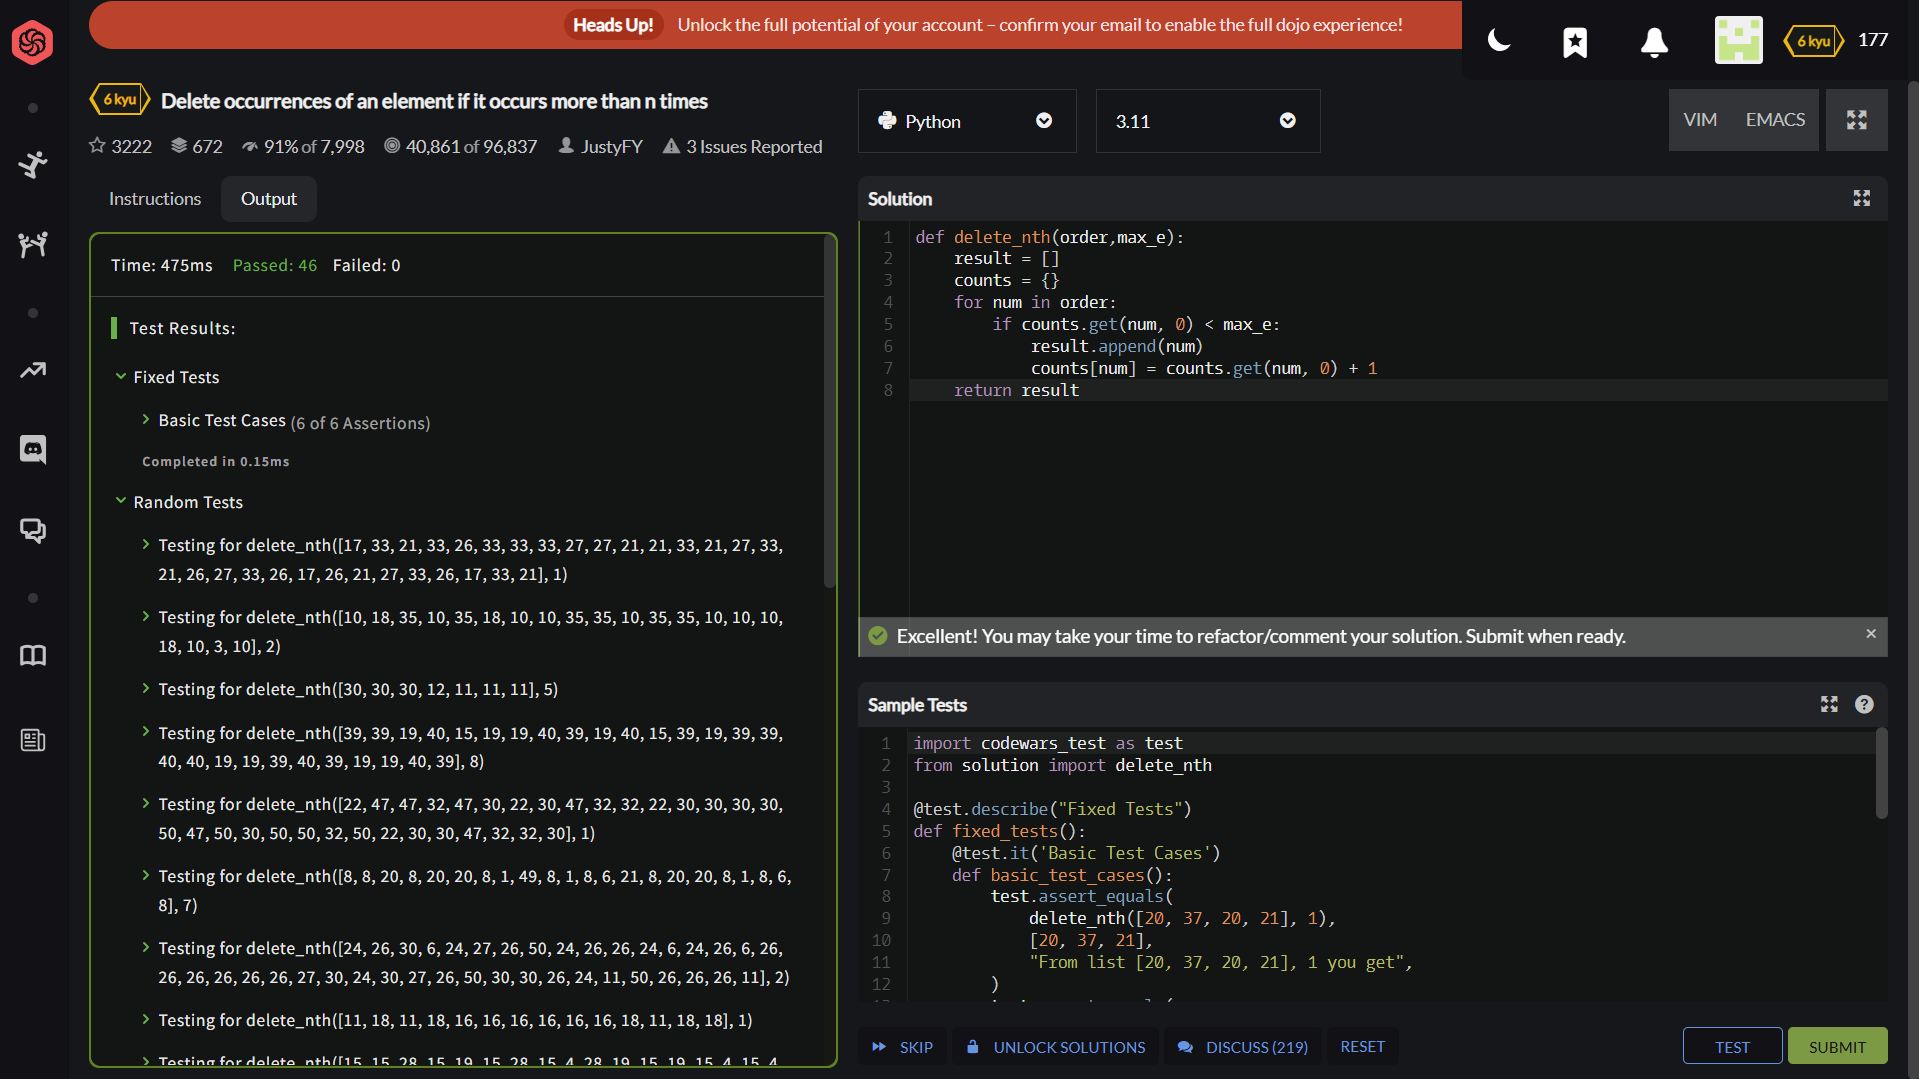 Heads Up! Unlock the full potential of your account – confirm your email to enable the full dojo experience!
6 kyu 177
6 kyu Delete occurrences of an element if it occurs more than n times
3222 672 91% of 7,998 40,861 of 96,837 JustyFY 3 Issues Reported
Python
3.11
VIM EMACS
Instructions Output
Time: 475ms Passed: 46 Failed: 0
Test Results:
Fixed Tests
Basic Test Cases (6 of 6 Assertions)
Completed in 0.15ms
Random Tests
Testing for delete_nth([17, 33, 21, 33, 26, 33, 33, 33, 27, 27, 21, 21, 33, 21, 27, 33,
21, 26, 27, 33, 26, 17, 26, 21, 27, 33, 26, 17, 33, 21], 1)
Testing for delete_nth([10, 18, 35, 10, 35, 18, 10, 10, 35, 35, 10, 35, 35, 10, 10, 10,
18, 10, 3, 10], 2)
Testing for delete_nth([30, 30, 30, 12, 11, 11, 11], 5)
Testing for delete_nth([39, 39, 19, 40, 15, 19, 19, 40, 39, 19, 40, 15, 39, 19, 39, 39,
40, 40, 19, 19, 39, 40, 39, 19, 19, 40, 39], 8)
Testing for delete_nth([22, 47, 47, 32, 47, 30, 22, 30, 47, 32, 32, 22, 30, 30, 30, 30,
50, 47, 50, 30, 50, 50, 32, 50, 22, 30, 30, 47, 32, 32, 30], 1)
Testing for delete_nth([8, 8, 20, 8, 20, 20, 8, 1, 49, 8, 1, 8, 6, 21, 8, 20, 20, 8, 1, 8, 6,
8], 7)
Testing for delete_nth([24, 26, 30, 6, 24, 27, 26, 50, 24, 26, 26, 24, 6, 24, 26, 6, 26,
26, 26, 26, 26, 26, 27, 30, 24, 30, 27, 26, 50, 30, 30, 26, 24, 11, 50, 26, 26, 26, 11], 2)
Testing for delete_nth([11, 18, 11, 18, 16, 16, 16, 16, 16, 16, 18, 11, 18, 18], 1)
Testing for delete_nth([15, 15, 28, 15, 19, 15, 28, 15, 4, 28, 19, 15, 19, 15, 4, 15, 4,
Solution
1 def delete_nth(order,max_e):
2     result = []
3     counts = {}
4     for num in order:
5         if counts.get(num, 0) < max_e:
6             result.append(num)
7             counts[num] = counts.get(num, 0) + 1
8     return result
Excellent! You may take your time to refactor/comment your solution. Submit when ready.
Sample Tests
1 import codewars_test as test
2 from solution import delete_nth
3
4 @test.describe("Fixed Tests")
5 def fixed_tests():
6     @test.it('Basic Test Cases')
7     def basic_test_cases():
8         test.assert_equals(
9             delete_nth([20, 37, 20, 21], 1),
10             [20, 37, 21],
11             "From list [20, 37, 20, 21], 1 you get",
12         )
SKIP UNLOCK SOLUTIONS DISCUSS (219) RESET TEST SUBMIT